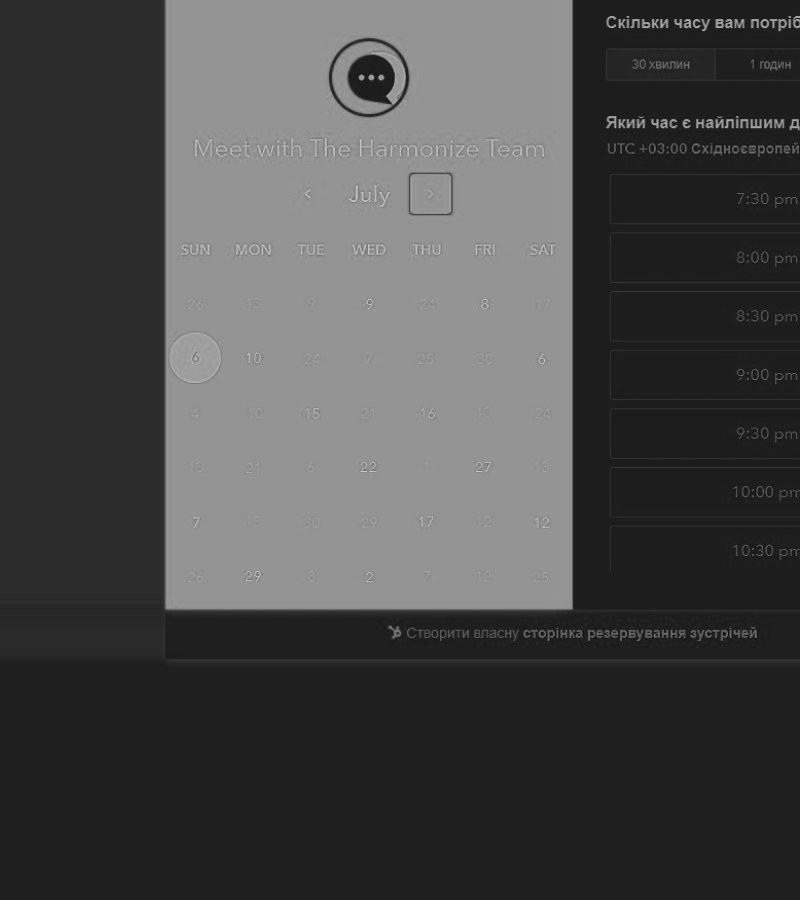 Meet with The Harmonize Team
July
SUN MON TUE WED THU FRI SAT
26 13 9 9 24 8 17
6 10 24 7 25 30 6
4 10 15 21 16 13 24
13 21 6 22 1 27 13
7 13 20 29 17 12 12
26 29 8 2 7 12 25
Скільки часу вам потріб
30 хвилин
1 годин
Який час є найліпшим д
UTC +03:00 Східноєвропей
7:30 pm
8:00 pm
8:30 pm
9:00 pm
9:30 pm
10:00 pm
10:30 pm
Створити власну сторінка резервування зустрічей